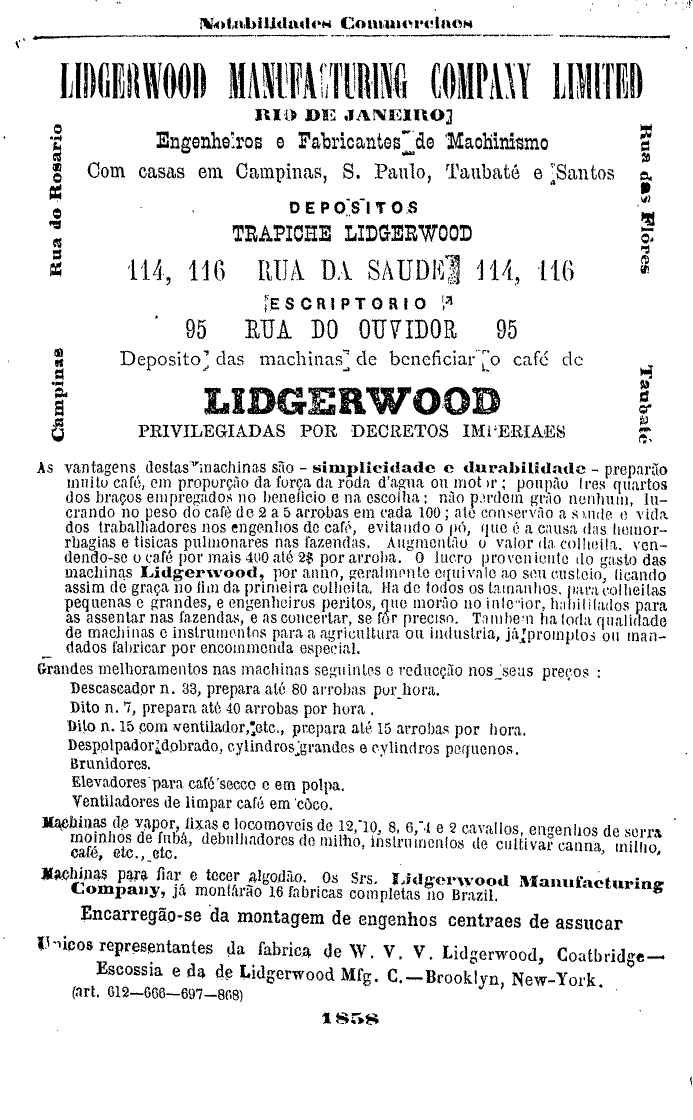 Notabilidades Commerciaes
LIDGERWOOD MANUFACTURING COMPANY LIMITED
RIO DE JANEIRO
Engenheiros e Fabricantes de Machinismo
Com casas em Campinas, S. Paulo, Taubaté e Santos
Rua do Rosario
Rua das Flôres
DEPOSITOS
TRAPICHE LIDGERWOOD
114, 116 RUA DA SAUDE 114, 116
ESCRIPTORIO
95 RUA DO OUVIDOR 95
Deposito das machinas de beneficiar o café de
Campinas
Taubaté
LIDGERWOOD
PRIVILEGIADAS POR DECRETOS IMPERIAES
As vantagens destas machinas são – simplicidade e durabilidade – preparão
muito café, em proporção da força da roda d'agua ou motor; poupão tres quartos
dos braços empregados no beneficio e na escolha; não perdem grão nenhum, lu-
crando no peso do café de 2 a 5 arrobas em cada 100; até conservão a saude e vida
dos trabalhadores nos engenhos de café, evitando o pó, que é a causa das hemor-
rhagias e tisicas pulmonares nas fazendas. Augmentão o valor da colheita, ven-
dendo-se o café por mais 400 até 2$ por arroba. O lucro proveniente do gasto das
machinas Lidgerwood, por anno, geralmente equivale ao seu custeio, ficando
assim de graça no fim da primeira colheita. Ha de todos os tamanhos, para colheitas
pequenas e grandes, e engenheiros peritos, que morão no interior, habilitados para
as assentar nas fazendas, e as concertar, se fôr preciso. Tambem ha toda qualidade
de machinas e instrumentos para a agricultura ou industria, já promptos ou man-
dados fabricar por encommenda especial.
Grandes melhoramentos nas machinas seguintes e reducção nos seus preços :
Descascador n. 33, prepara até 80 arrobas por hora.
Dito n. 7, prepara até 40 arrobas por hora .
Dito n. 15 com ventilador, etc., prepara até 15 arrobas por hora.
Despolpador dobrado, cylindros grandes e cylindros pequenos.
Brunidores.
Elevadores para café secco e em polpa.
Ventiladores de limpar café em côco.
Machinas de vapor, fixas e locomoveis de 12, 10, 8, 6, 4 e 2 cavallos, engenhos de serra
moinhos de fubá, debulhadores de milho, instrumentos de cultivar canna, milho,
café, etc., etc.
Machinas para fiar e tecer algodão. Os Srs. Lidgerwood Manufacturing
Company, já montárão 16 fabricas completas no Brazil.
Encarregão-se da montagem de engenhos centraes de assucar
Unicos representantes da fabrica de W. V. V. Lidgerwood, Coatbridge—
Escossia e da de Lidgerwood Mfg. C.—Brooklyn, New-York.
(art. 612—666—697—868)
1858